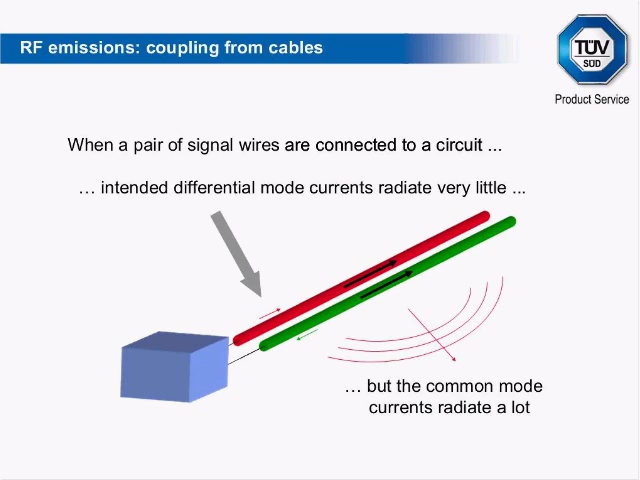 RF emissions: coupling from cables
TÜV
SÜD
Product Service
When a pair of signal wires are connected to a circuit ...
… intended differential mode currents radiate very little ...
… but the common mode
currents radiate a lot